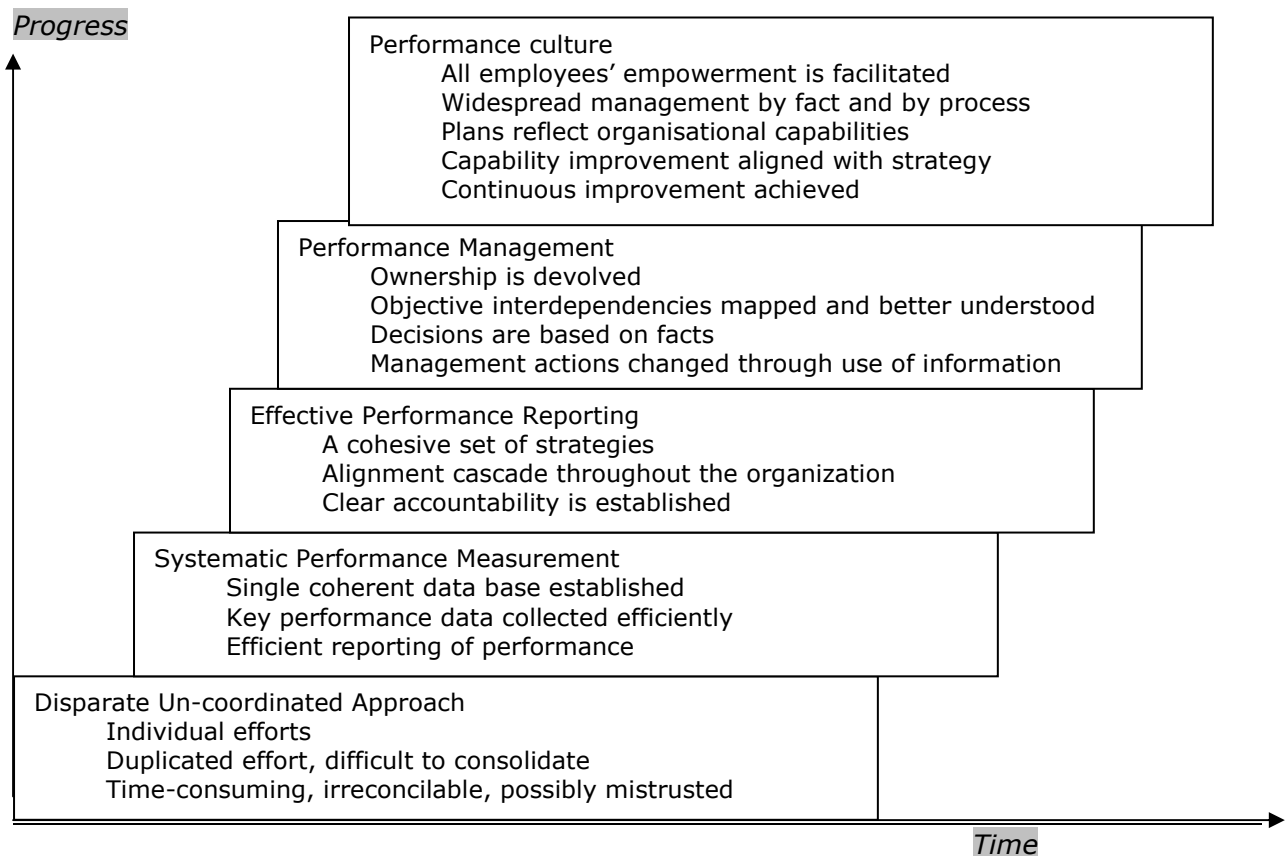 Progress
Performance culture
All employees’ empowerment is facilitated
Widespread management by fact and by process
Plans reflect organisational capabilities
Capability improvement aligned with strategy
Continuous improvement achieved
Performance Management
Ownership is devolved
Objective interdependencies mapped and better understood
Decisions are based on facts
Management actions changed through use of information
Effective Performance Reporting
A cohesive set of strategies
Alignment cascade throughout the organization
Clear accountability is established
Systematic Performance Measurement
Single coherent data base established
Key performance data collected efficiently
Efficient reporting of performance
Disparate Un-coordinated Approach
Individual efforts
Duplicated effort, difficult to consolidate
Time-consuming, irreconcilable, possibly mistrusted
Time